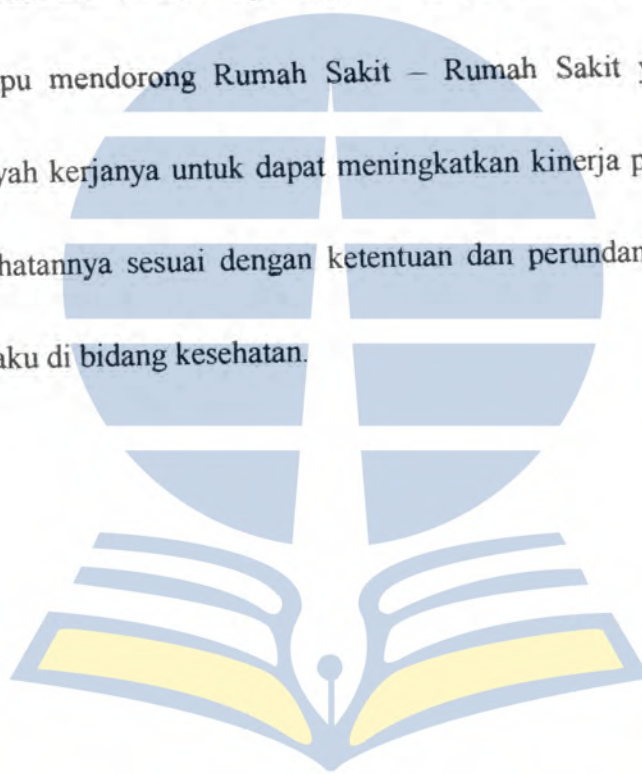 pu mendorong Rumah Sakit – Rumah Sakit
yah kerjanya untuk dapat meningkatkan kinerja p
hatannya sesuai dengan ketentuan dan perundan
aku di bidang kesehatan.